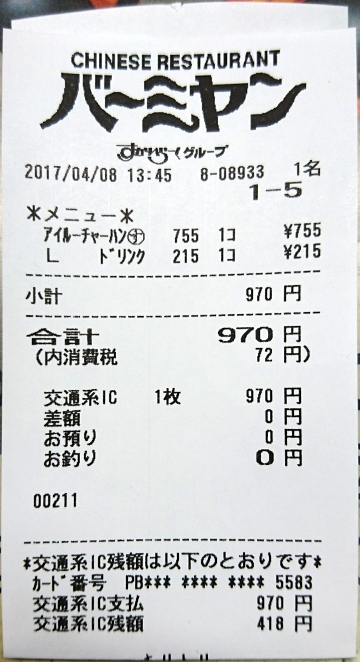 CHINESE RESTAURANT
バーミヤン
すかいらーくグループ
2017/04/08 13:45 8-08933 1名
1-5
*メニュー*
アイルーチャーハン㋜ 755 1コ ¥755
L ドリンク 215 1コ ¥215
小計 970 円
合計 970 円
(内消費税 72 円)
交通系IC 1枚 970 円
差額 0 円
お預り 0 円
お釣り 0 円
00211
*交通系IC残額は以下のとおりです*
カード番号 PB*** **** **** 5583
交通系IC支払 970 円
交通系IC残額 418 円